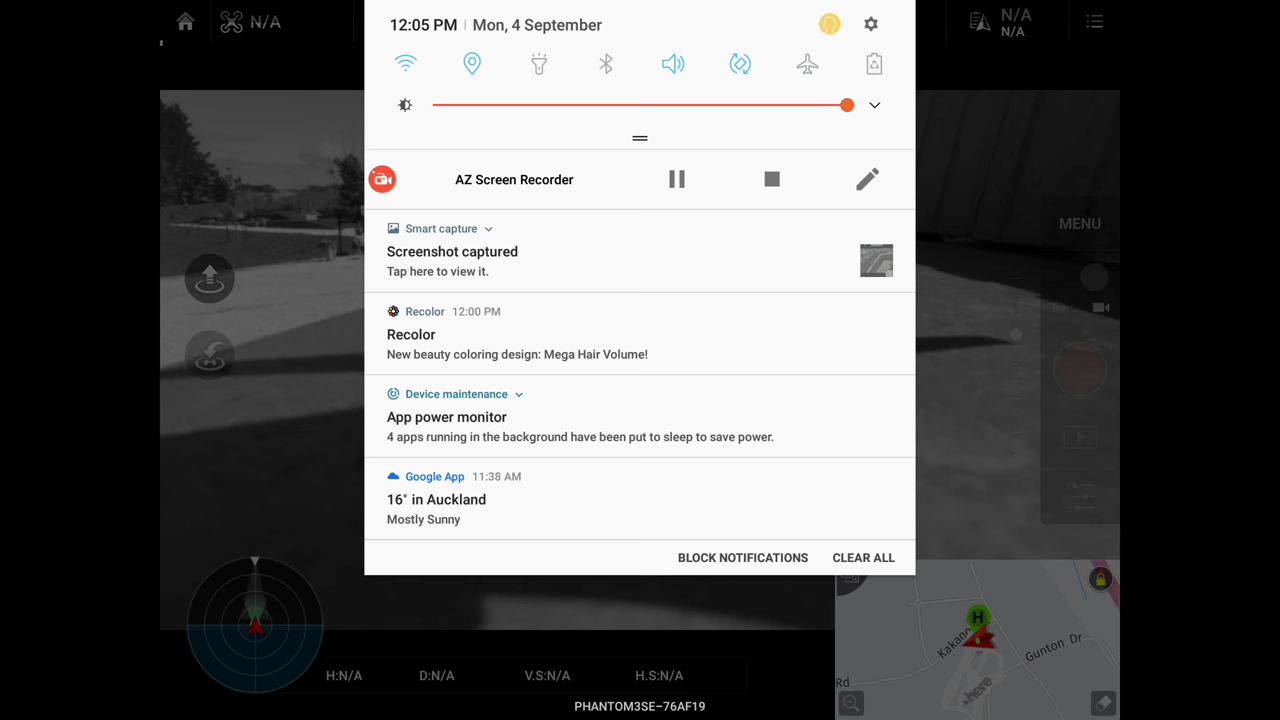 12:05 PM | Mon, 4 September
N/A
N/A
N/A
AZ Screen Recorder
Smart capture
Screenshot captured
Tap here to view it.
MENU
Recolor 12:00 PM
Recolor
New beauty coloring design: Mega Hair Volume!
Device maintenance
App power monitor
4 apps running in the background have been put to sleep to save power.
Google App 11:38 AM
16° in Auckland
Mostly Sunny
BLOCK NOTIFICATIONS CLEAR ALL
H
Kakano
Gunton Dr
Rd
here
H:N/A D:N/A V.S:N/A H.S:N/A
PHANTOM3SE-76AF19